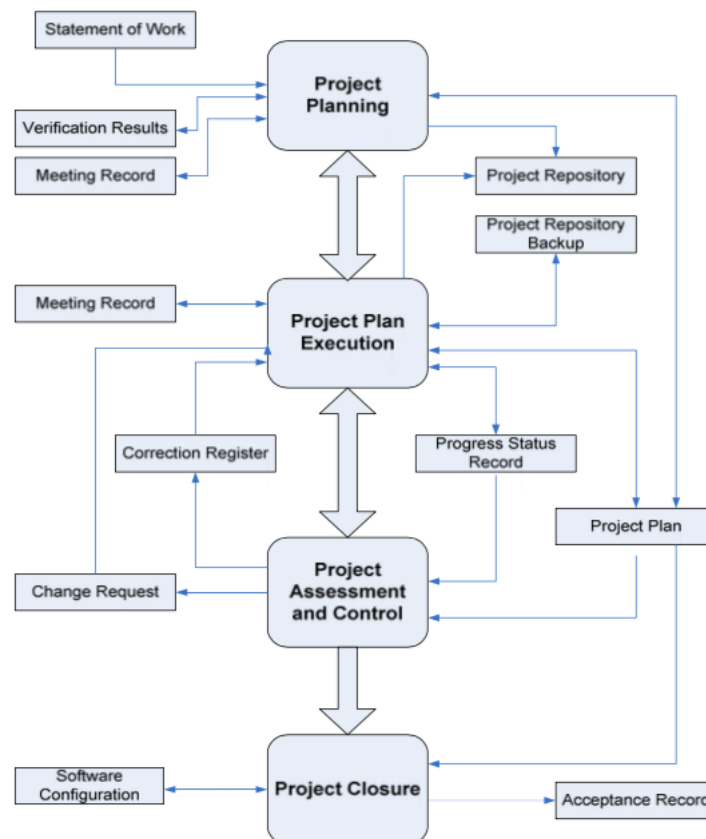 Statement of Work
Project
Planning
Verification Results
Meeting Record
Project Repository
Project Repository
Backup
Meeting Record
Project Plan
Execution
Correction Register
Progress Status
Record
Project Plan
Project
Assessment
and Control
Change Request
Software
Configuration
Project Closure
Acceptance Record